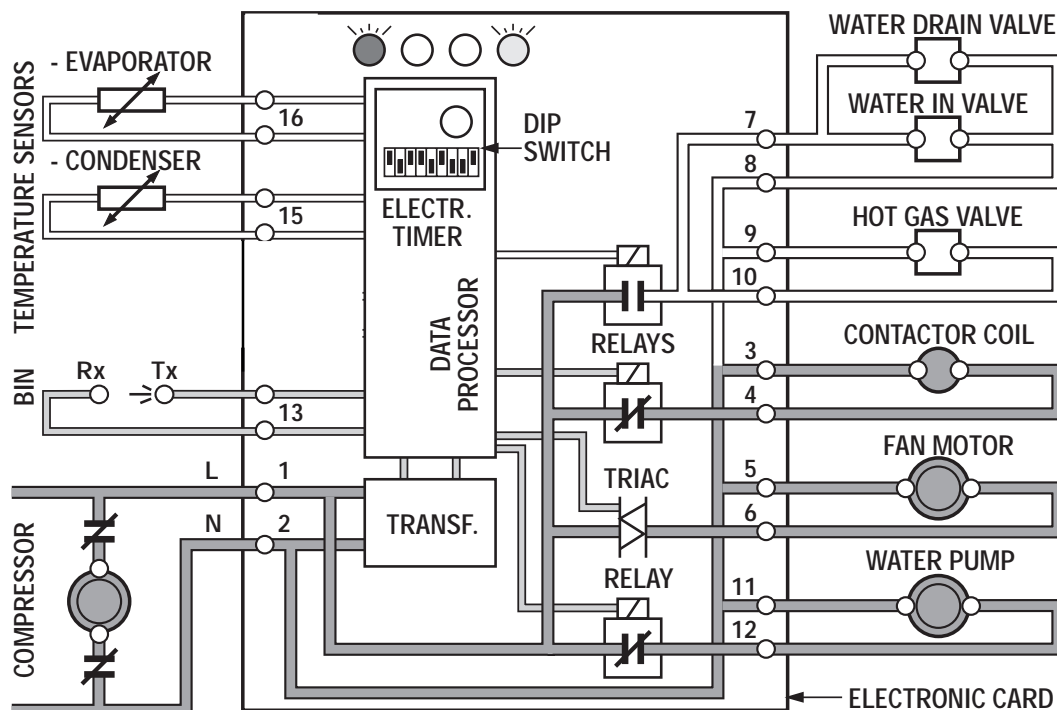 TEMPERATURE SENSORS
- EVAPORATOR
16
- CONDENSER
15
BIN
Rx
Tx
13
COMPRESSOR
L
1
N
2
DIP
SWITCH
ELECTR.
TIMER
DATA
PROCESSOR
TRANSF.
RELAYS
TRIAC
RELAY
WATER DRAIN VALVE
7
WATER IN VALVE
8
HOT GAS VALVE
9
10
CONTACTOR COIL
3
4
FAN MOTOR
5
6
WATER PUMP
11
12
ELECTRONIC CARD